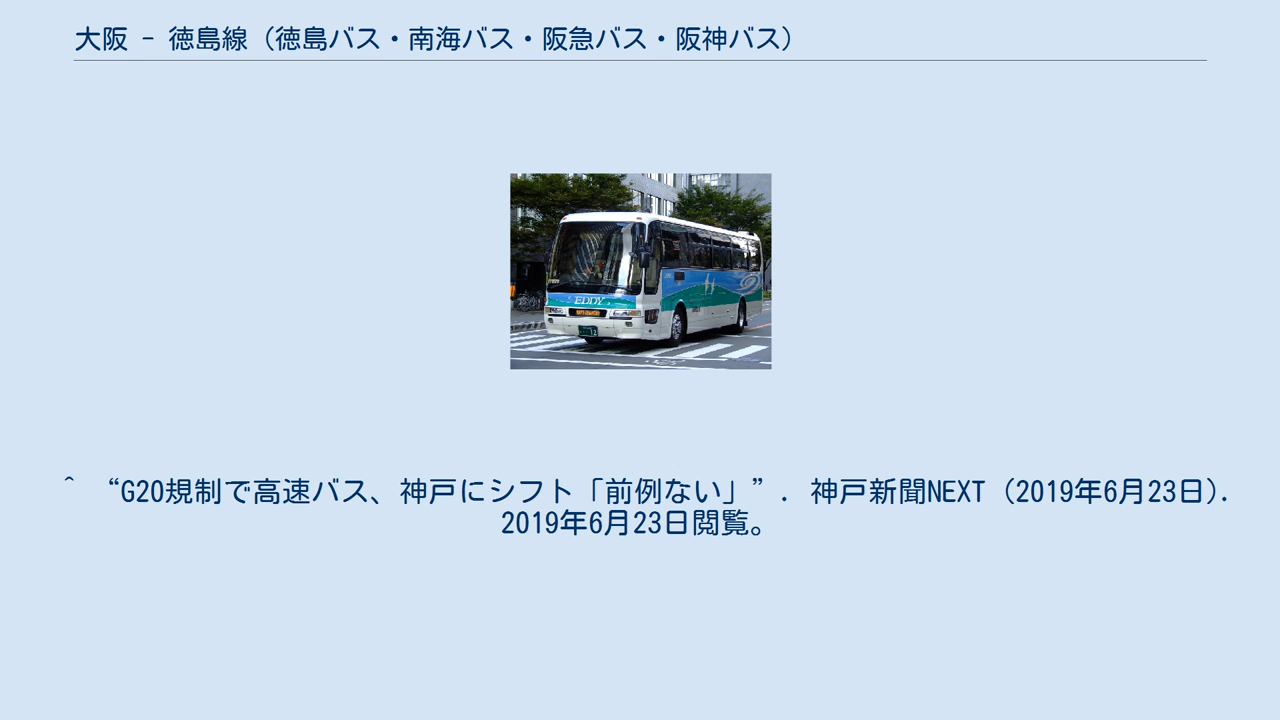 大阪 - 徳島線（徳島バス・南海バス・阪急バス・阪神バス）
EDDY
^ “G20規制で高速バス、神戸にシフト「前例ない」”. 神戸新聞NEXT (2019年6月23日).
2019年6月23日閲覧。